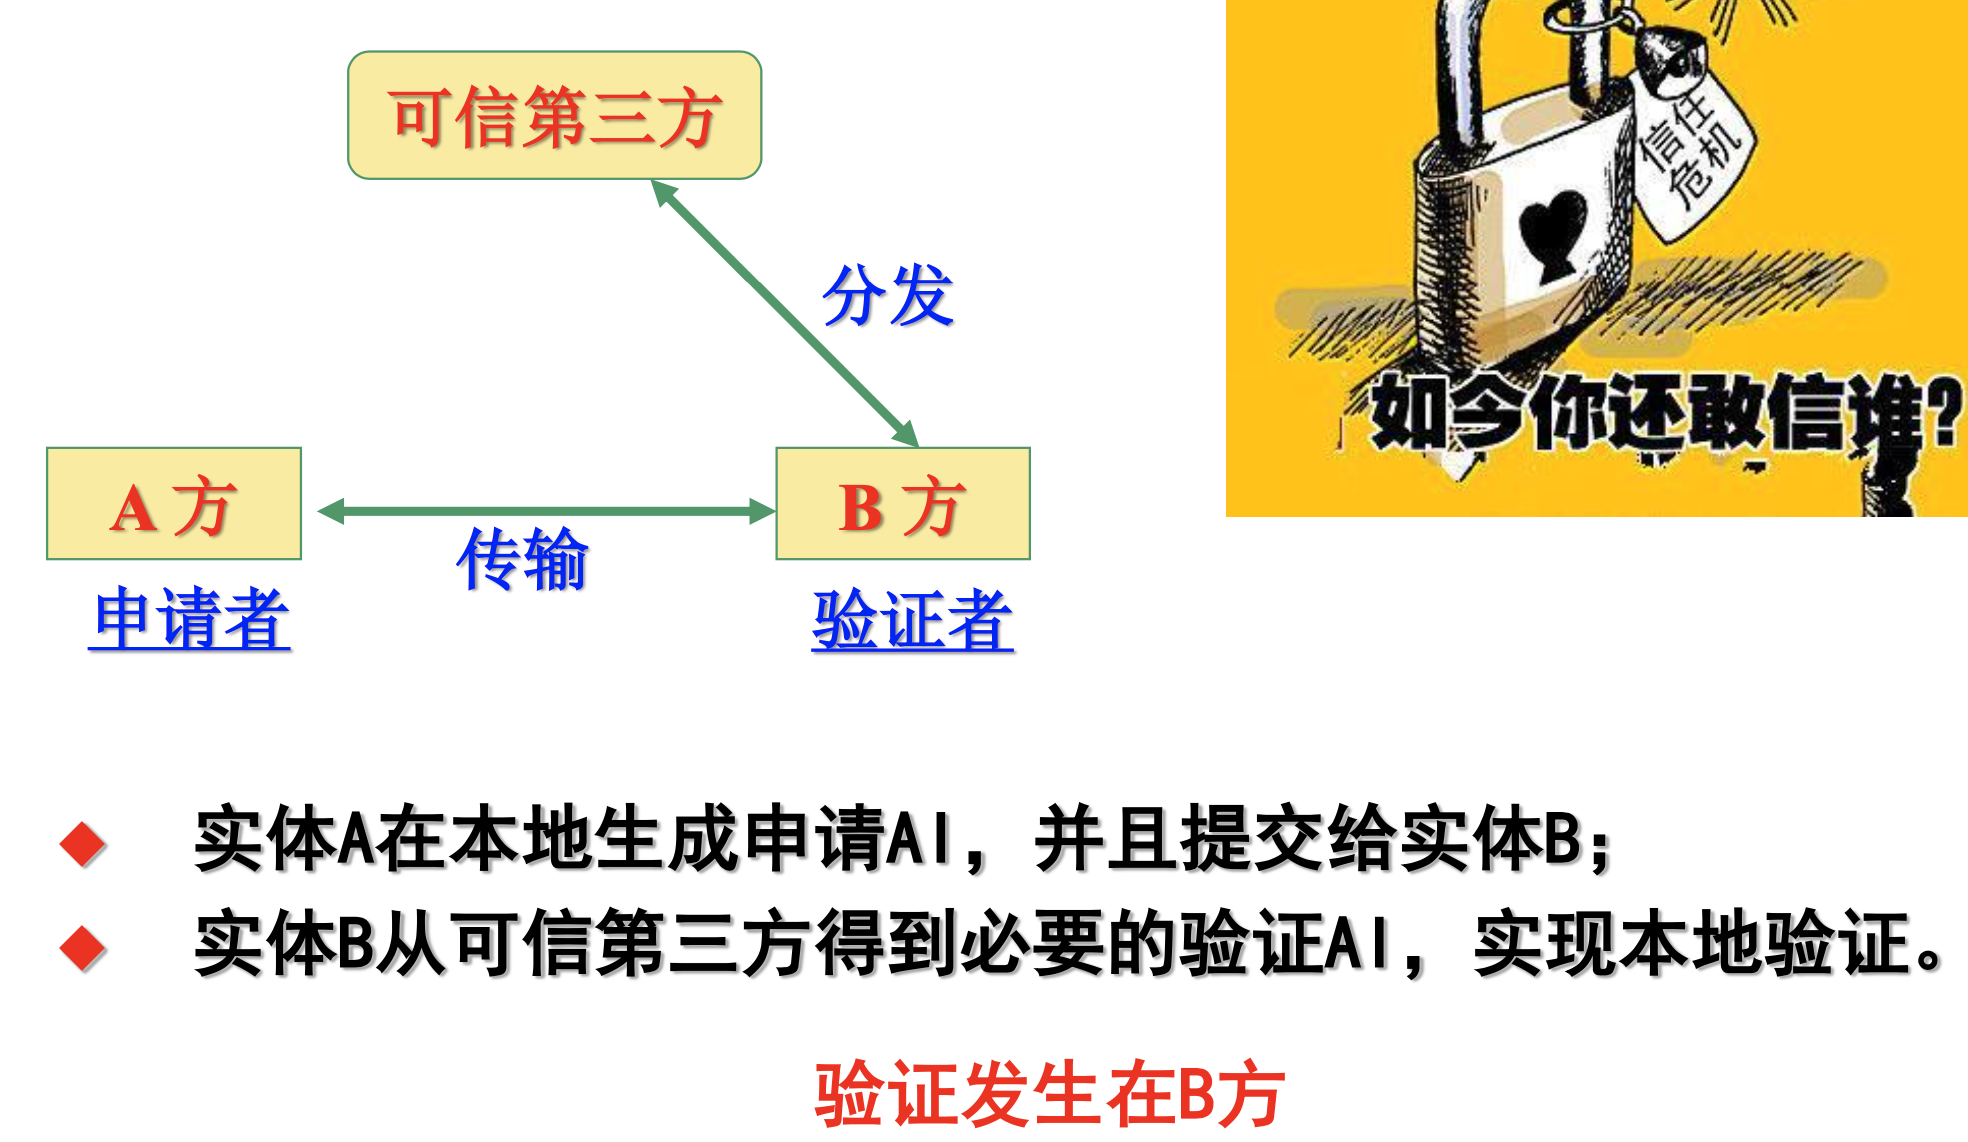 可信第三方
信任
危机
分发
如今你还敢信谁?
A 方
B 方
传输
申请者
验证者
实体A在本地生成申请AI，并且提交给实体B；
实体B从可信第三方得到必要的验证AI，实现本地验证。
验证发生在B方